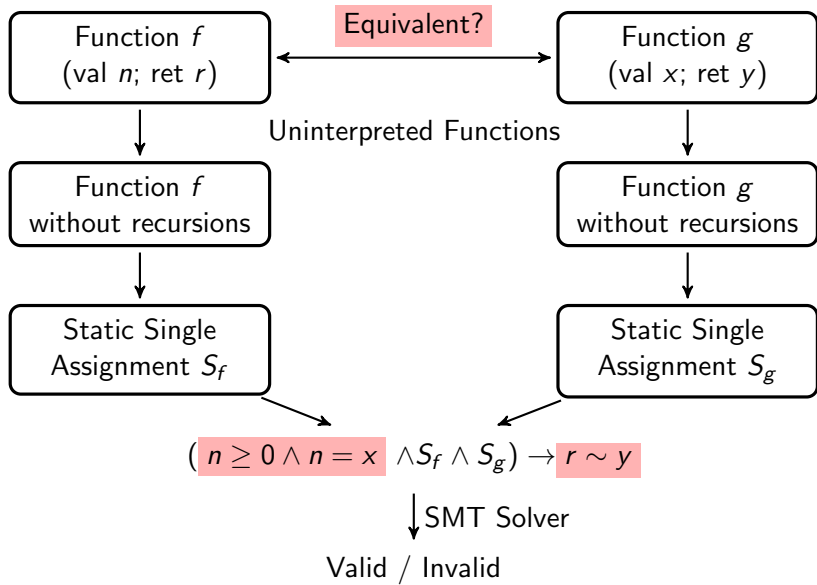 Equivalent?
Function f
(val n; ret r)
Function g
(val x; ret y)
Uninterpreted Functions
Function f
without recursions
Function g
without recursions
Static Single
Assignment S_f
Static Single
Assignment S_g
( n ≥ 0 ∧ n = x ∧S_f ∧ S_g) → r ∼ y
SMT Solver
Valid / Invalid